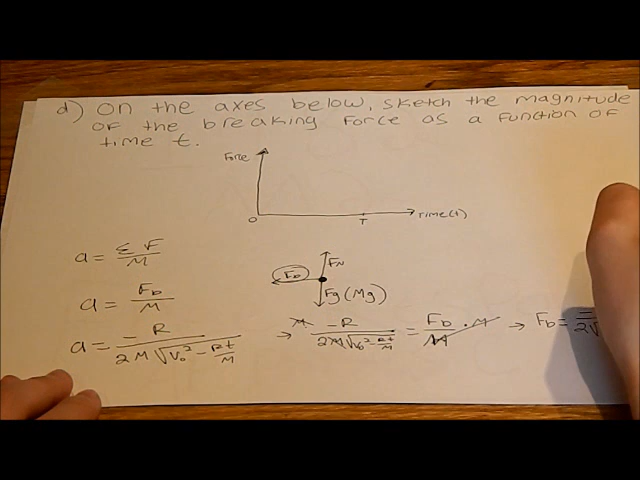 d) On the axes below, sketch the magnitude
of the breaking Force as a function of
time t.
Force
0 T Time(t)
a = ΣF/M
FN
Fb
Fg (Mg)
a = Fb/M
a = -R/(2M√(V₀² - Rt/M)) → M · -R/(2M√(V₀² - Rt/M)) = Fb/M · M → Fb = -/(2√